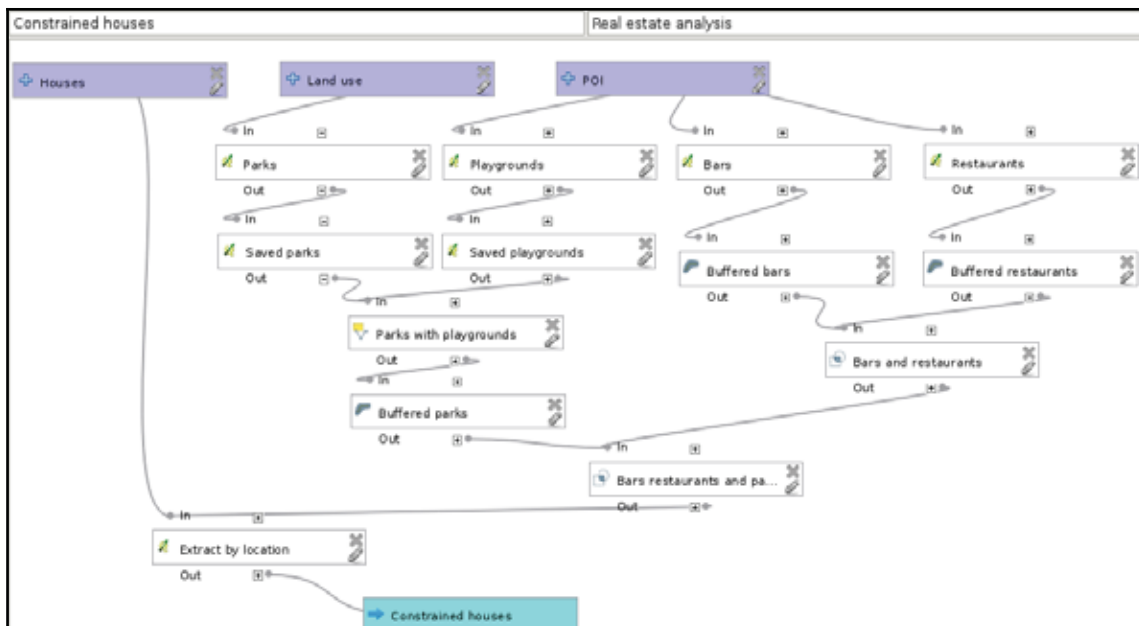 Constrained houses
Real estate analysis
Houses
Land use
POI
In
In
In
In
Parks
Playgrounds
Bars
Restaurants
Out
Out
Out
Out
In
In
In
In
Saved parks
Saved playgrounds
Buffered bars
Buffered restaurants
Out
Out
Out
Out
In
In
Parks with playgrounds
Bars and restaurants
Out
Out
In
Buffered parks
Out
In
Bars restaurants and pa...
Out
In
Extract by location
Out
Constrained houses